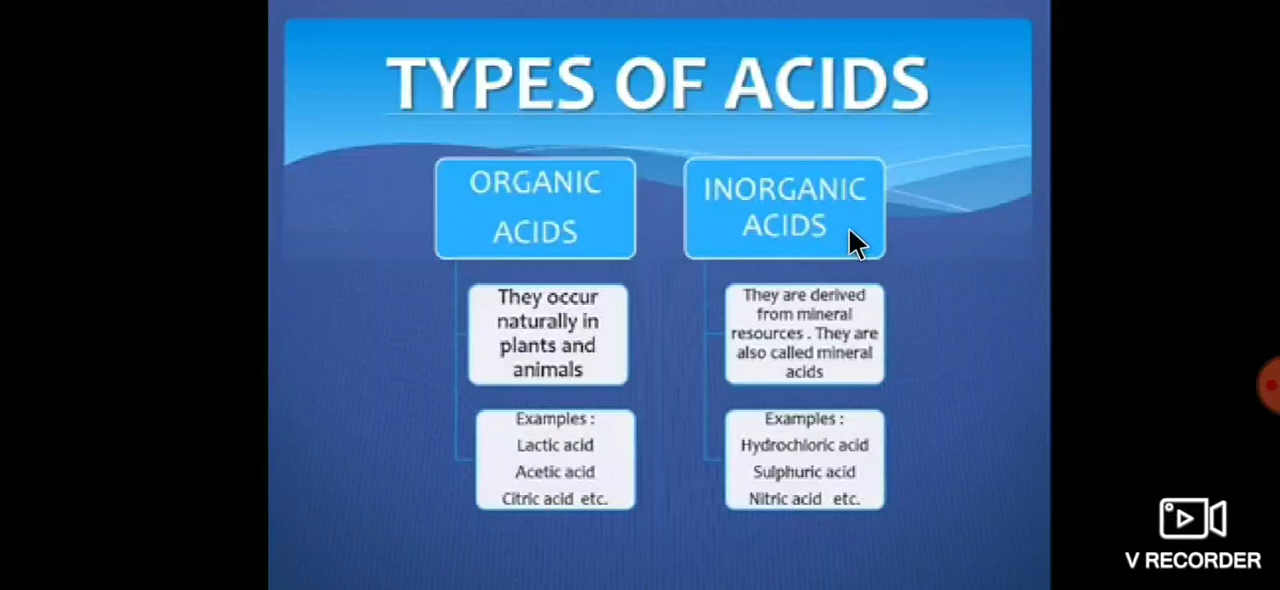 TYPES OF ACIDS
ORGANIC
ACIDS
They occur
naturally in
plants and
animals
Examples :
Lactic acid
Acetic acid
Citric acid etc.
INORGANIC
ACIDS
They are derived
from mineral
resources . They are
also called mineral
acids
Examples :
Hydrochloric acid
Sulphuric acid
Nitric acid etc.
V RECORDER